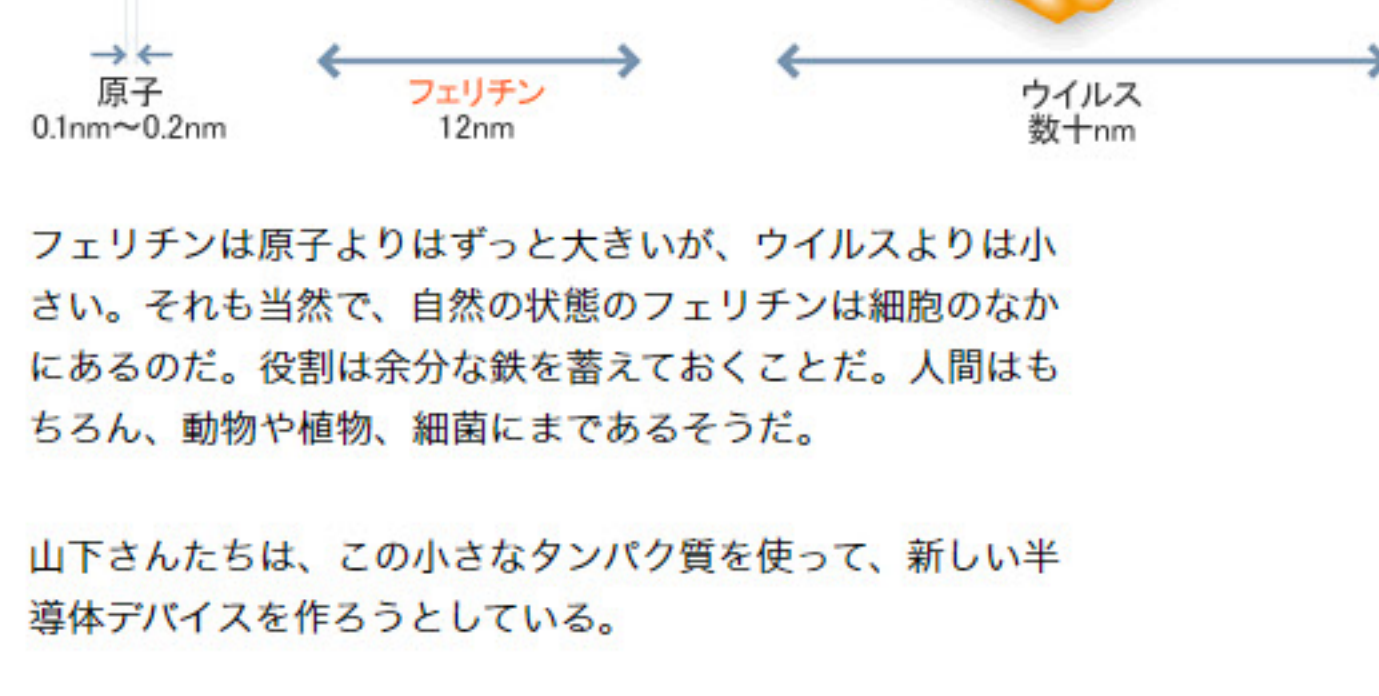 原子
0.1nm～0.2nm
フェリチン
12nm
ウイルス
数十nm
フェリチンは原子よりはずっと大きいが、ウイルスよりは小
さい。それも当然で、自然の状態のフェリチンは細胞のなか
にあるのだ。役割は余分な鉄を蓄えておくことだ。人間はも
ちろん、動物や植物、細菌にまであるそうだ。
山下さんたちは、この小さなタンパク質を使って、新しい半
導体デバイスを作ろうとしている。